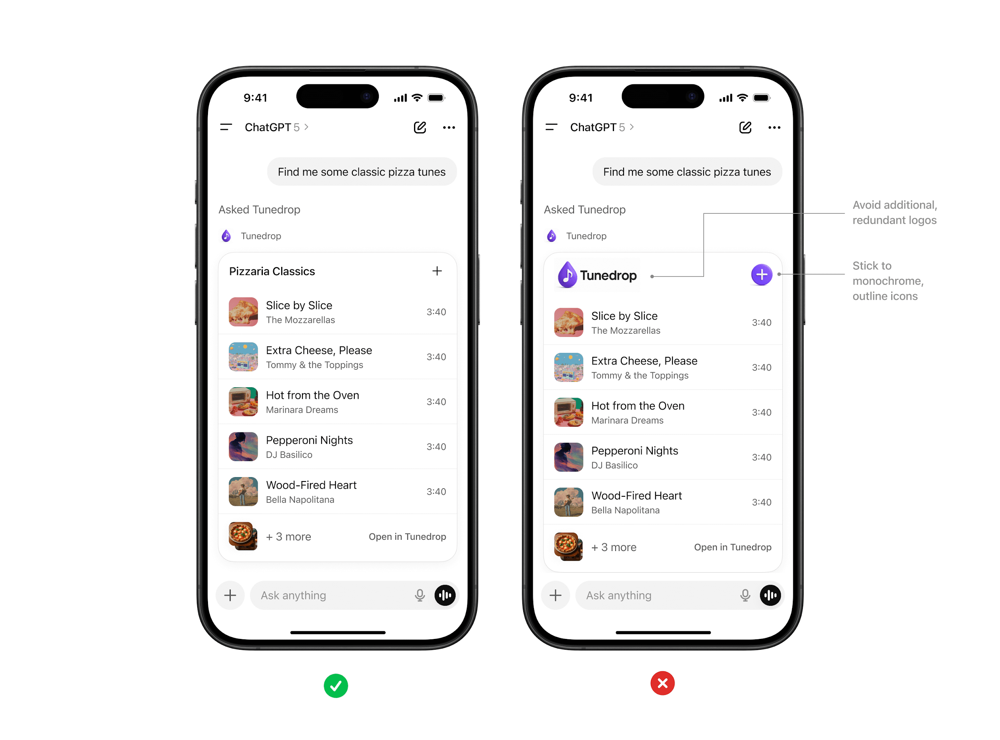 9:41
ChatGPT 5 >
Find me some classic pizza tunes
Asked Tunedrop
Tunedrop
Pizzaria Classics
Slice by Slice
The Mozzarellas
3:40
Extra Cheese, Please
Tommy & the Toppings
3:40
Hot from the Oven
Marinara Dreams
3:40
Pepperoni Nights
DJ Basilico
3:40
Wood-Fired Heart
Bella Napolitana
3:40
+ 3 more
Open in Tunedrop
Ask anything
9:41
ChatGPT 5 >
Find me some classic pizza tunes
Asked Tunedrop
Tunedrop
Tunedrop
Slice by Slice
The Mozzarellas
3:40
Extra Cheese, Please
Tommy & the Toppings
3:40
Hot from the Oven
Marinara Dreams
3:40
Pepperoni Nights
DJ Basilico
3:40
Wood-Fired Heart
Bella Napolitana
3:40
+ 3 more
Open in Tunedrop
Ask anything
Avoid additional,
redundant logos
Stick to
monochrome,
outline icons